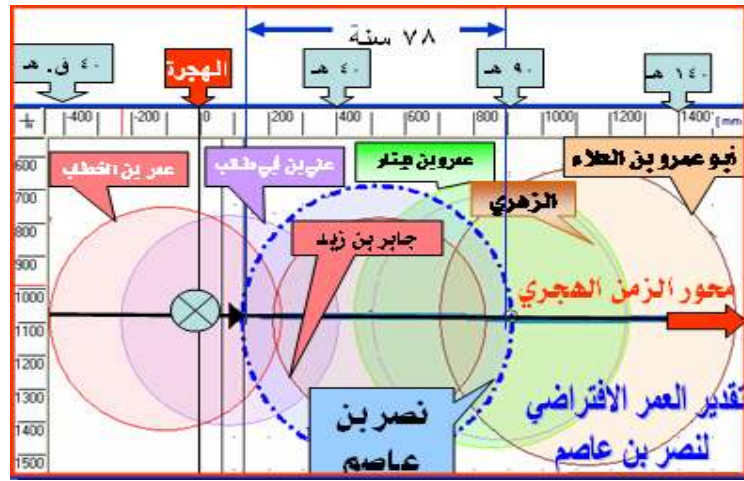 ٧٨ سنة
٤٠ ق. هـ
الهجرة
٤٠ هـ
٩٠ هـ
١٤٠ هـ
-400 -200 0 200 400 600 800 1000 1200 1400 [mm
600
700
800
900
1000
1100
1200
1300
1400
1500
عمر بن الخطاب
علي بن أبي طالب
عمرو بن دينار
أبو عمرو بن العلاء
الزهري
جابر بن زيد
محور الزمن الهجري
نصر بن
عاصم
تقدير العمر الافتراضي
لنصر بن عاصم